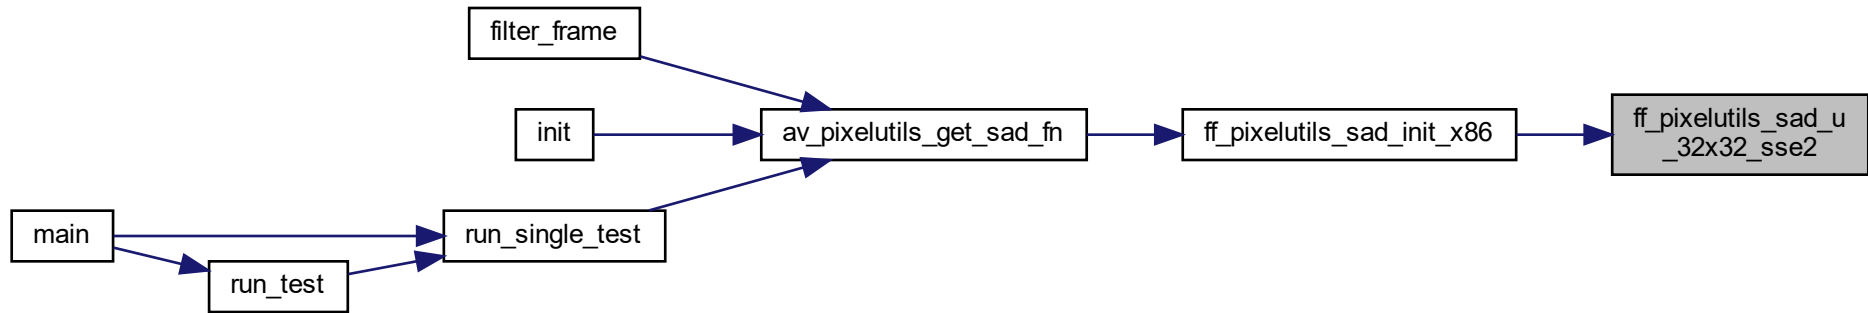 filter_frame
init
av_pixelutils_get_sad_fn
ff_pixelutils_sad_init_x86
ff_pixelutils_sad_u
_32x32_sse2
main
run_single_test
run_test